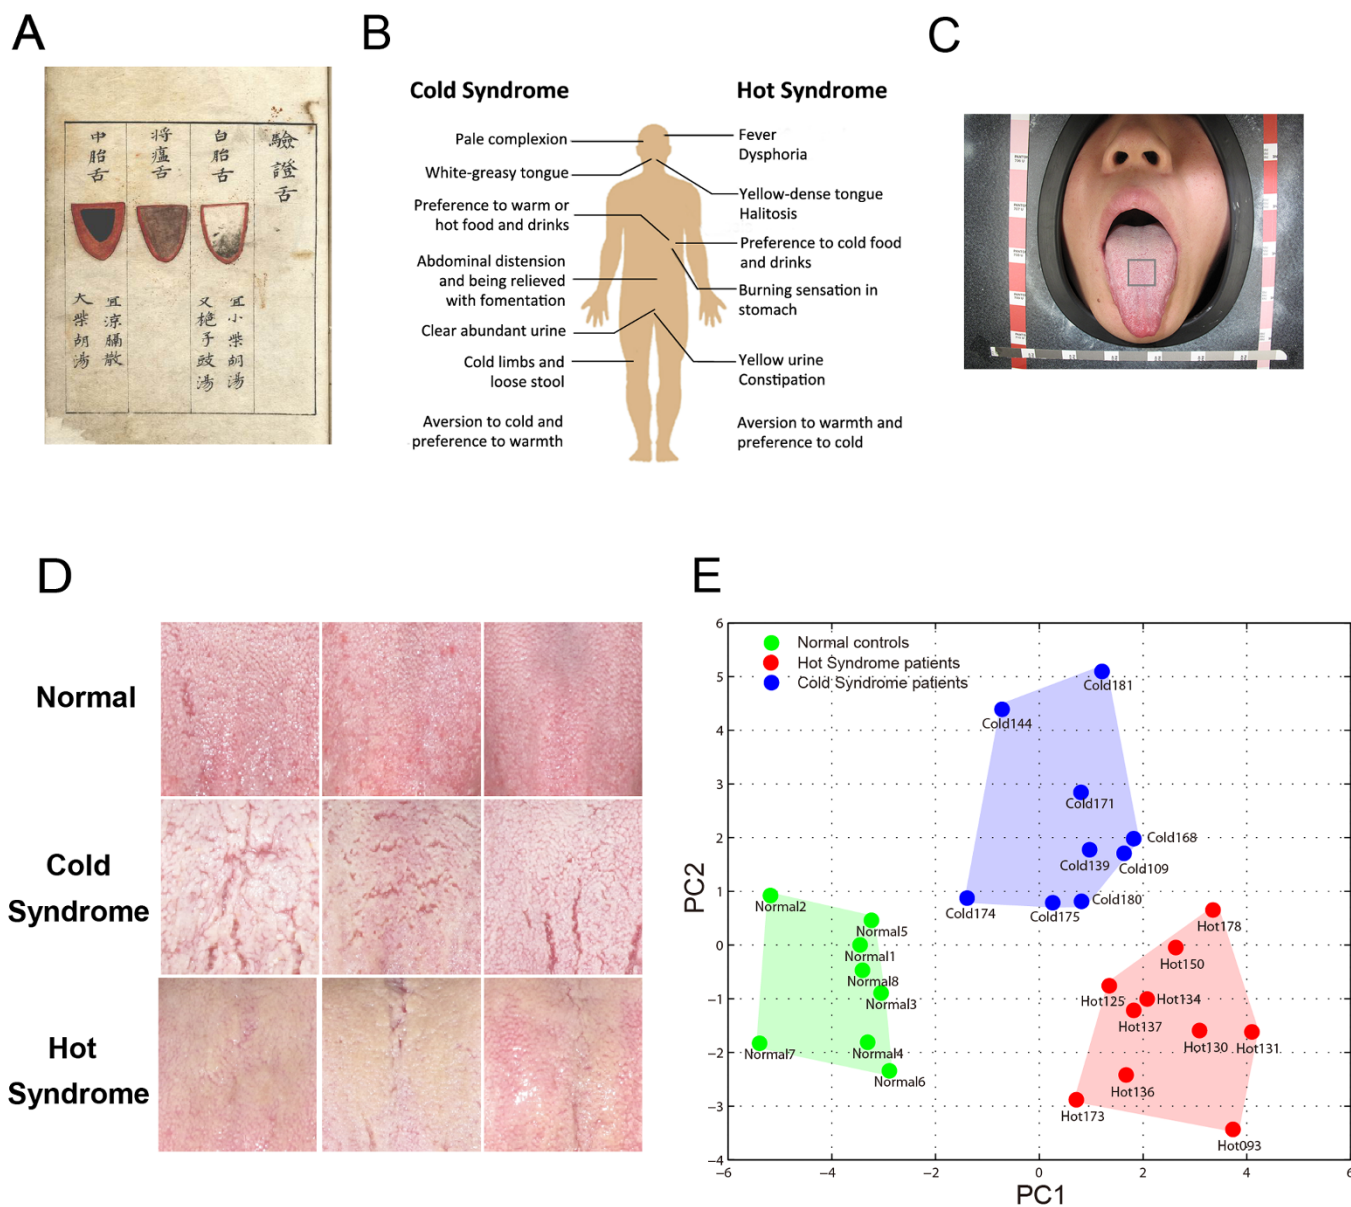 A
驗證舌
白胎舌
宜小柴胡湯
又梔子豉湯
将瘟舌
中胎舌
宜涼膈散
大柴胡湯
B
Cold Syndrome
Pale complexion
White-greasy tongue
Preference to warm or
hot food and drinks
Abdominal distension
and being relieved
with fomentation
Clear abundant urine
Cold limbs and
loose stool
Aversion to cold and
preference to warmth
Hot Syndrome
Fever
Dysphoria
Yellow-dense tongue
Halitosis
Preference to cold food
and drinks
Burning sensation in
stomach
Yellow urine
Constipation
Aversion to warmth and
preference to cold
C
D
Normal
Cold
Syndrome
Hot
Syndrome
E
Normal controls
Hot Syndrome patients
Cold Syndrome patients
PC2
6
5
4
3
2
1
0
−1
−2
−3
−4
Cold181
Cold144
Cold171
Cold168
Cold139
Cold109
Cold174
Cold175
Cold180
Normal2
Normal5
Normal1
Normal8
Normal3
Normal7
Normal4
Normal6
Hot178
Hot150
Hot125
Hot134
Hot137
Hot130
Hot131
Hot136
Hot173
Hot093
−6
−4
−2
0
2
4
6
PC1